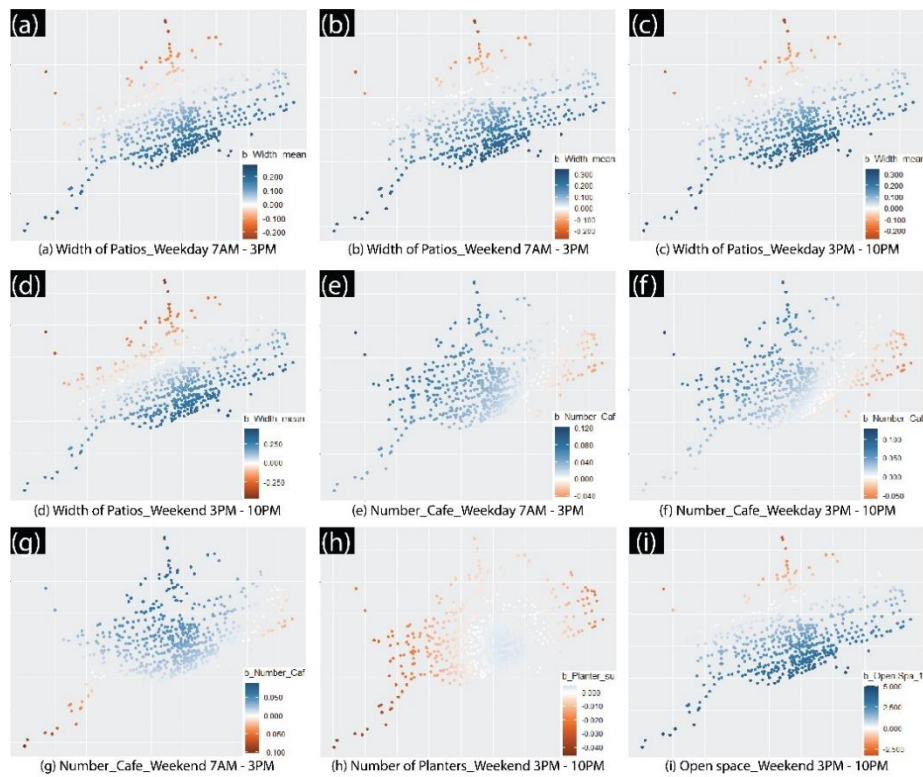 (a)
b_Width_mean
0.200
0.100
0.000
-0.100
-0.200
(a) Width of Patios_Weekday 7AM - 3PM
(b)
b_Width_mean
0.300
0.200
0.100
0.000
-0.100
-0.200
(b) Width of Patios_Weekend 7AM - 3PM
(c)
b_Width_mean
0.300
0.200
0.100
0.000
-0.100
-0.200
(c) Width of Patios_Weekday 3PM - 10PM
(d)
b_Width_mean
0.250
0.000
-0.250
(d) Width of Patios_Weekend 3PM - 10PM
(e)
b_Number_Caf
0.120
0.080
0.040
0.000
-0.040
(e) Number_Cafe_Weekday 7AM - 3PM
(f)
b_Number_Caf
0.100
-0.050
(f) Number_Cafe_Weekday 3PM - 10PM
(g)
b_Number_Caf
0.050
0.000
0.050
0.100
(g) Number_Cafe_Weekend 7AM - 3PM
(h)
b_Planter_su
0.000
-0.010
-0.020
-0.030
-0.040
(h) Number of Planters_Weekend 3PM - 10PM
(i)
b_Open Spa_1
5.000
2.500
0.000
-2.500
(i) Open space_Weekend 3PM - 10PM